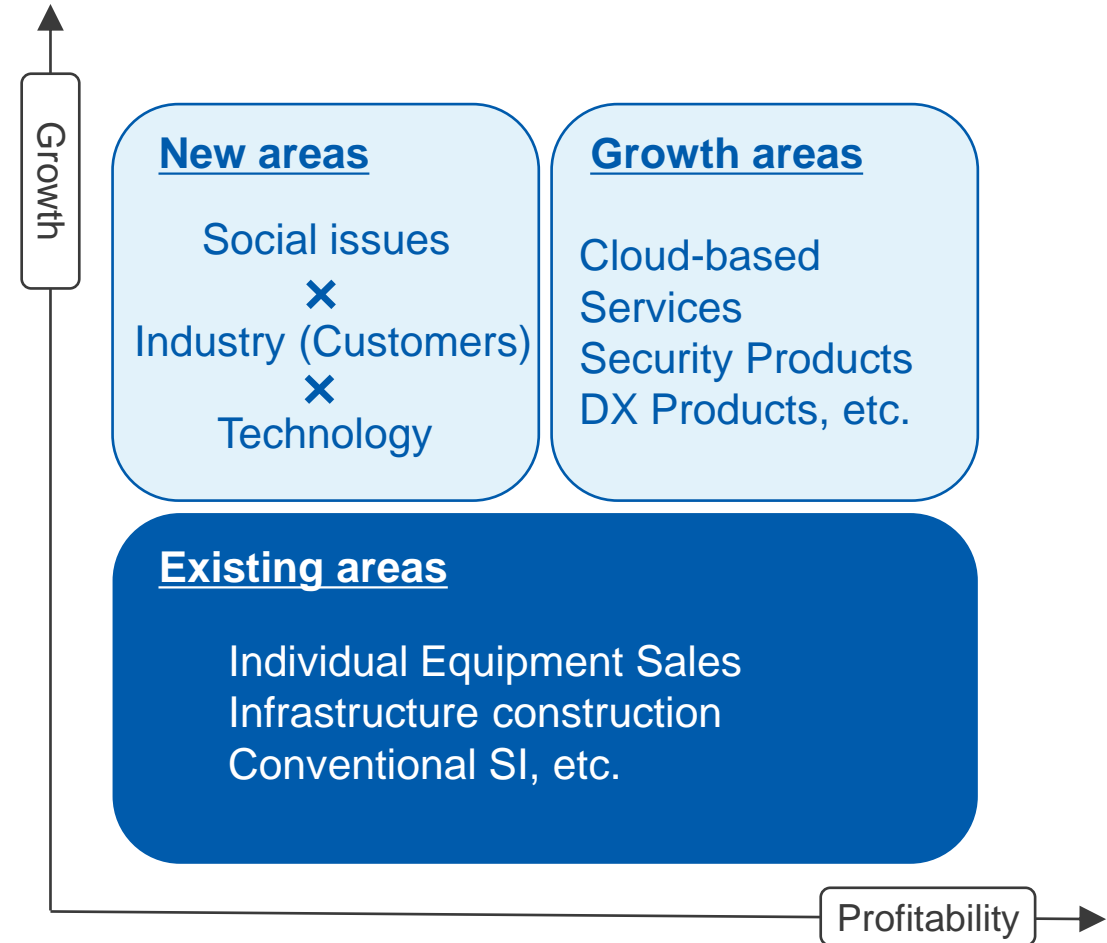 Growth
New areas
Social issues
×
Industry (Customers)
×
Technology
Growth areas
Cloud-based
Services
Security Products
DX Products, etc.
Existing areas
Individual Equipment Sales
Infrastructure construction
Conventional SI, etc.
Profitability